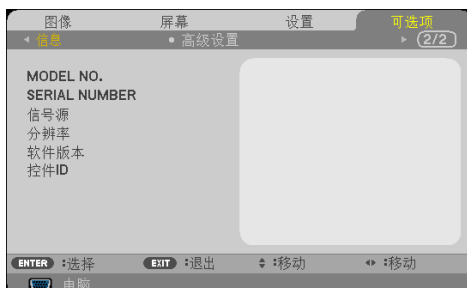 图像 屏幕 设置 可选项
信息 • 高级设置 (2/2)
MODEL NO.
SERIAL NUMBER
信号源
分辨率
软件版本
控件ID
ENTER :选择 EXIT :退出 :移动 :移动
电脑